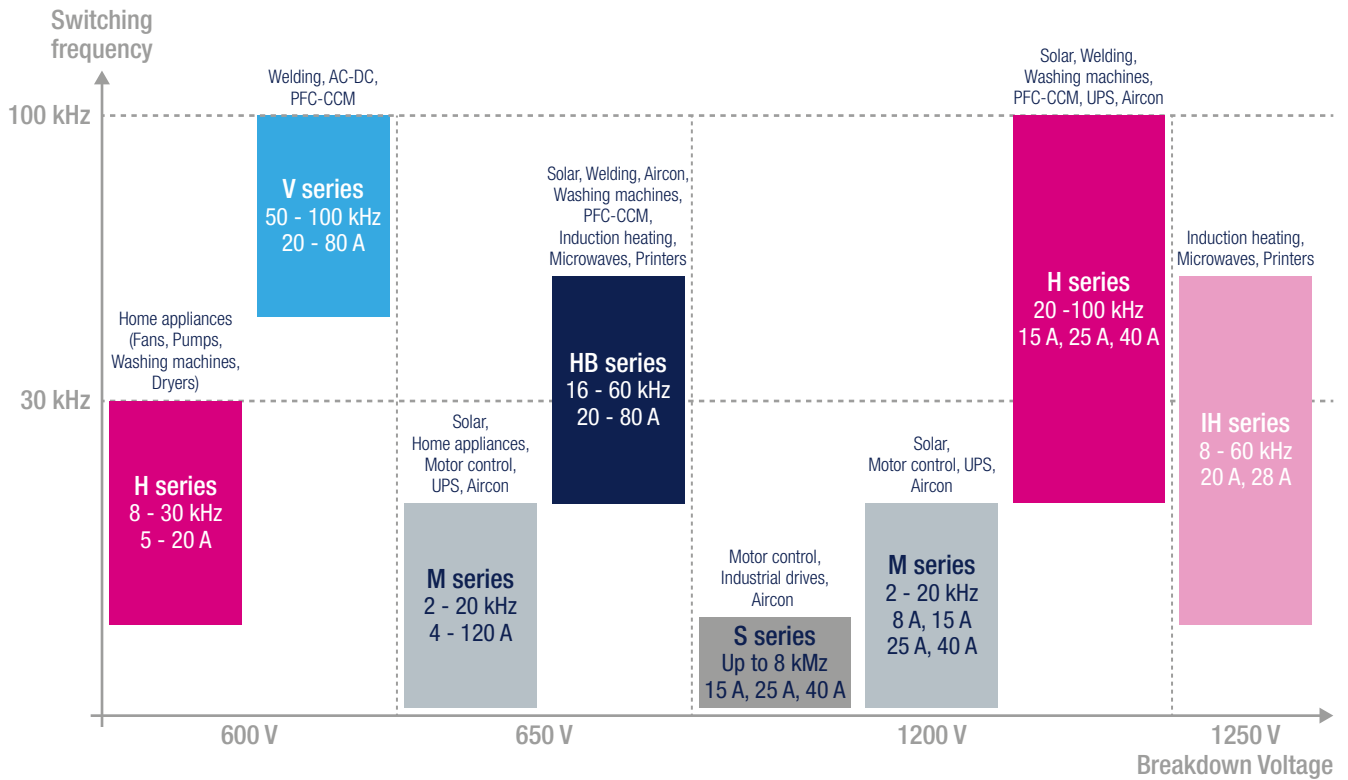 Switching
frequency
100 kHz
30 kHz
Welding, AC-DC,
PFC-CCM
V series
50 - 100 kHz
20 - 80 A
Home appliances
(Fans, Pumps,
Washing machines,
Dryers)
H series
8 - 30 kHz
5 - 20 A
Solar,
Home appliances,
Motor control,
UPS, Aircon
M series
2 - 20 kHz
4 - 120 A
Solar, Welding, Aircon,
Washing machines,
PFC-CCM,
Induction heating,
Microwaves, Printers
HB series
16 - 60 kHz
20 - 80 A
Motor control,
Industrial drives,
Aircon
S series
Up to 8 kMz
15 A, 25 A, 40 A
Solar,
Motor control, UPS,
Aircon
M series
2 - 20 kHz
8 A, 15 A
25 A, 40 A
Solar, Welding,
Washing machines,
PFC-CCM, UPS, Aircon
H series
20 -100 kHz
15 A, 25 A, 40 A
Induction heating,
Microwaves, Printers
IH series
8 - 60 kHz
20 A, 28 A
600 V
650 V
1200 V
1250 V
Breakdown Voltage